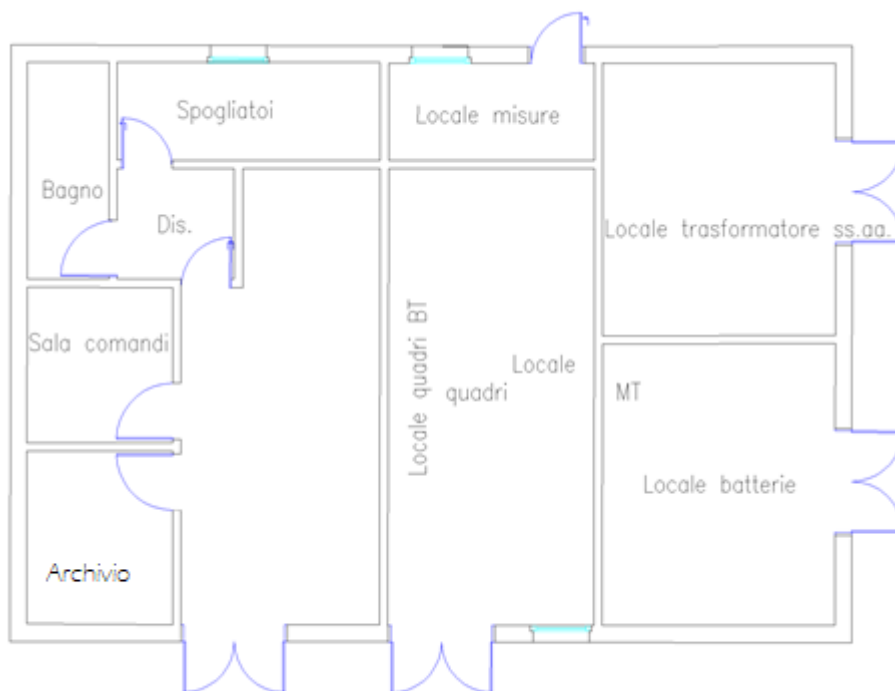 Spogliatoi
Locale misure
Bagno
Dis.
Locale trasformatore ss.aa.
Sala comandi
Locale quadri BT
Locale
quadri
MT
Locale batterie
Archivio